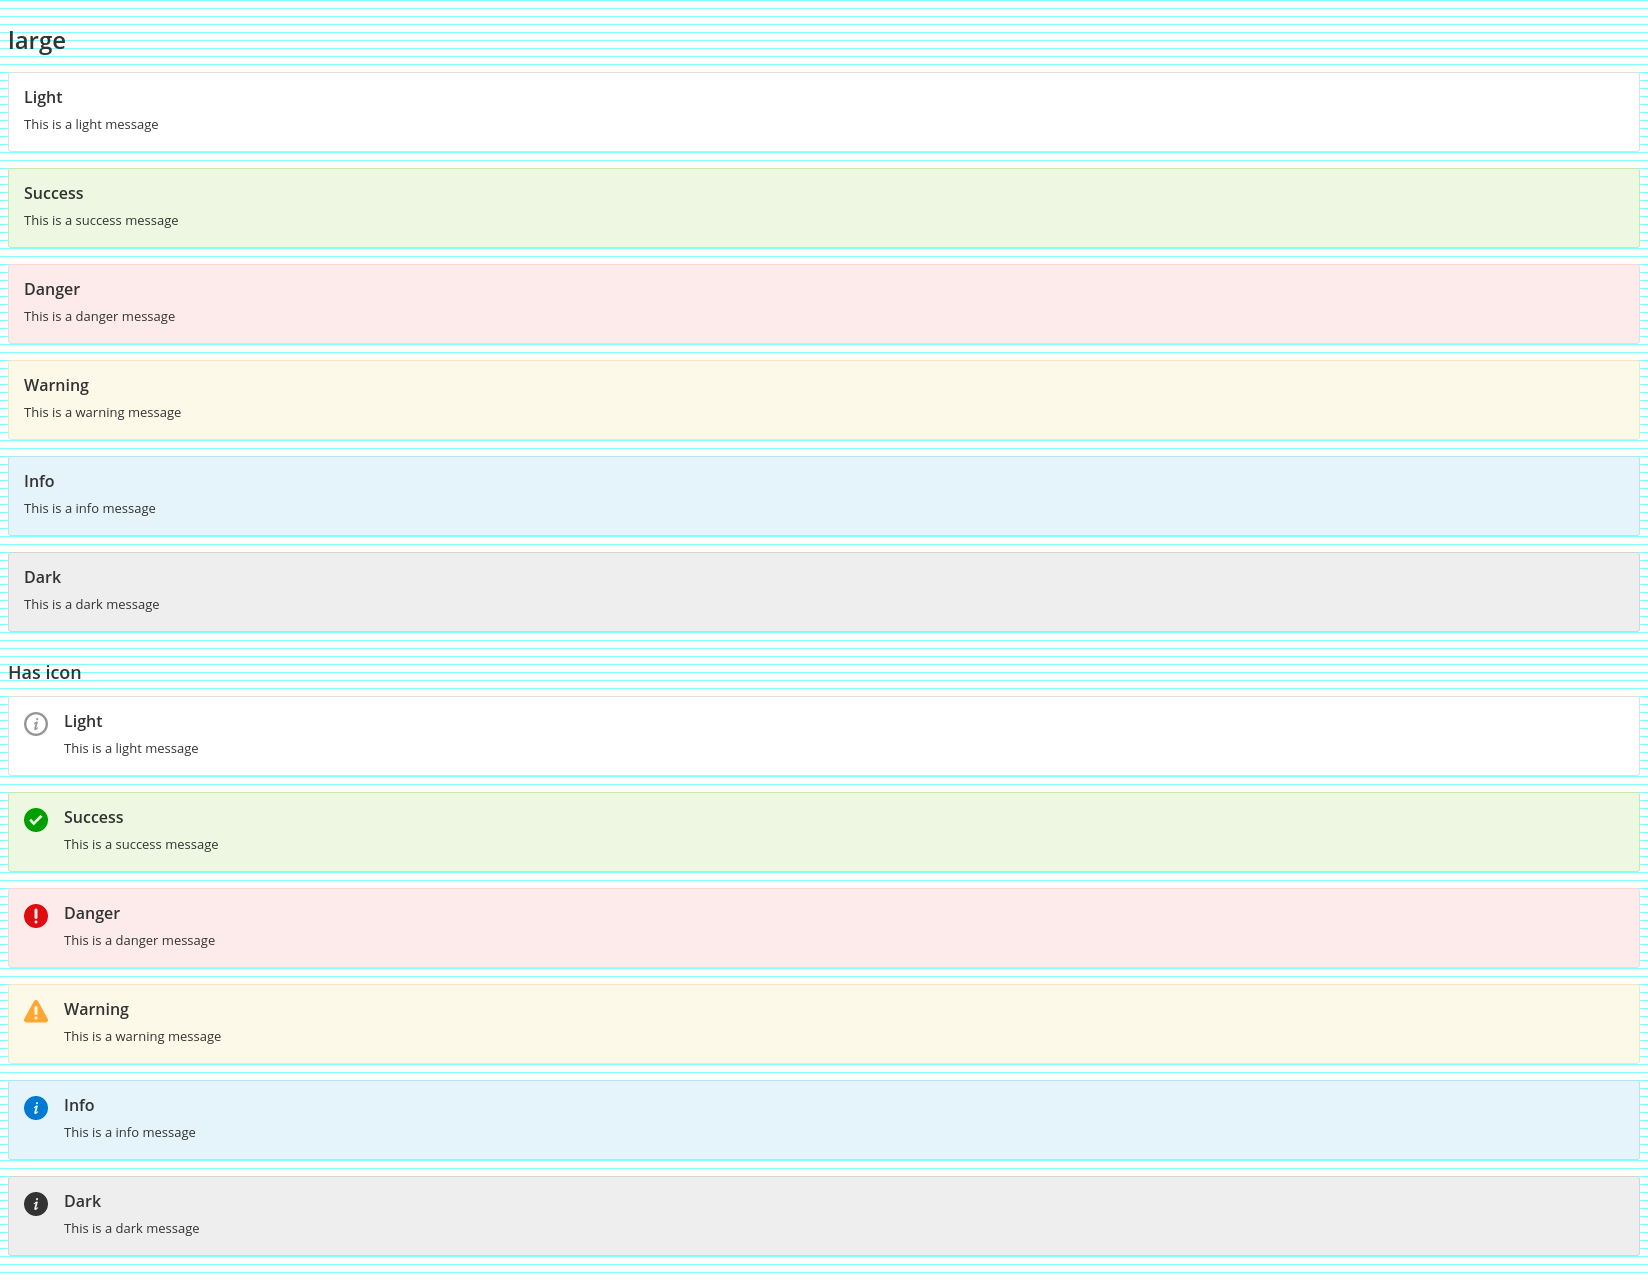 large
Light
This is a light message
Success
This is a success message
Danger
This is a danger message
Warning
This is a warning message
Info
This is a info message
Dark
This is a dark message
Has icon
Light
This is a light message
Success
This is a success message
Danger
This is a danger message
Warning
This is a warning message
Info
This is a info message
Dark
This is a dark message